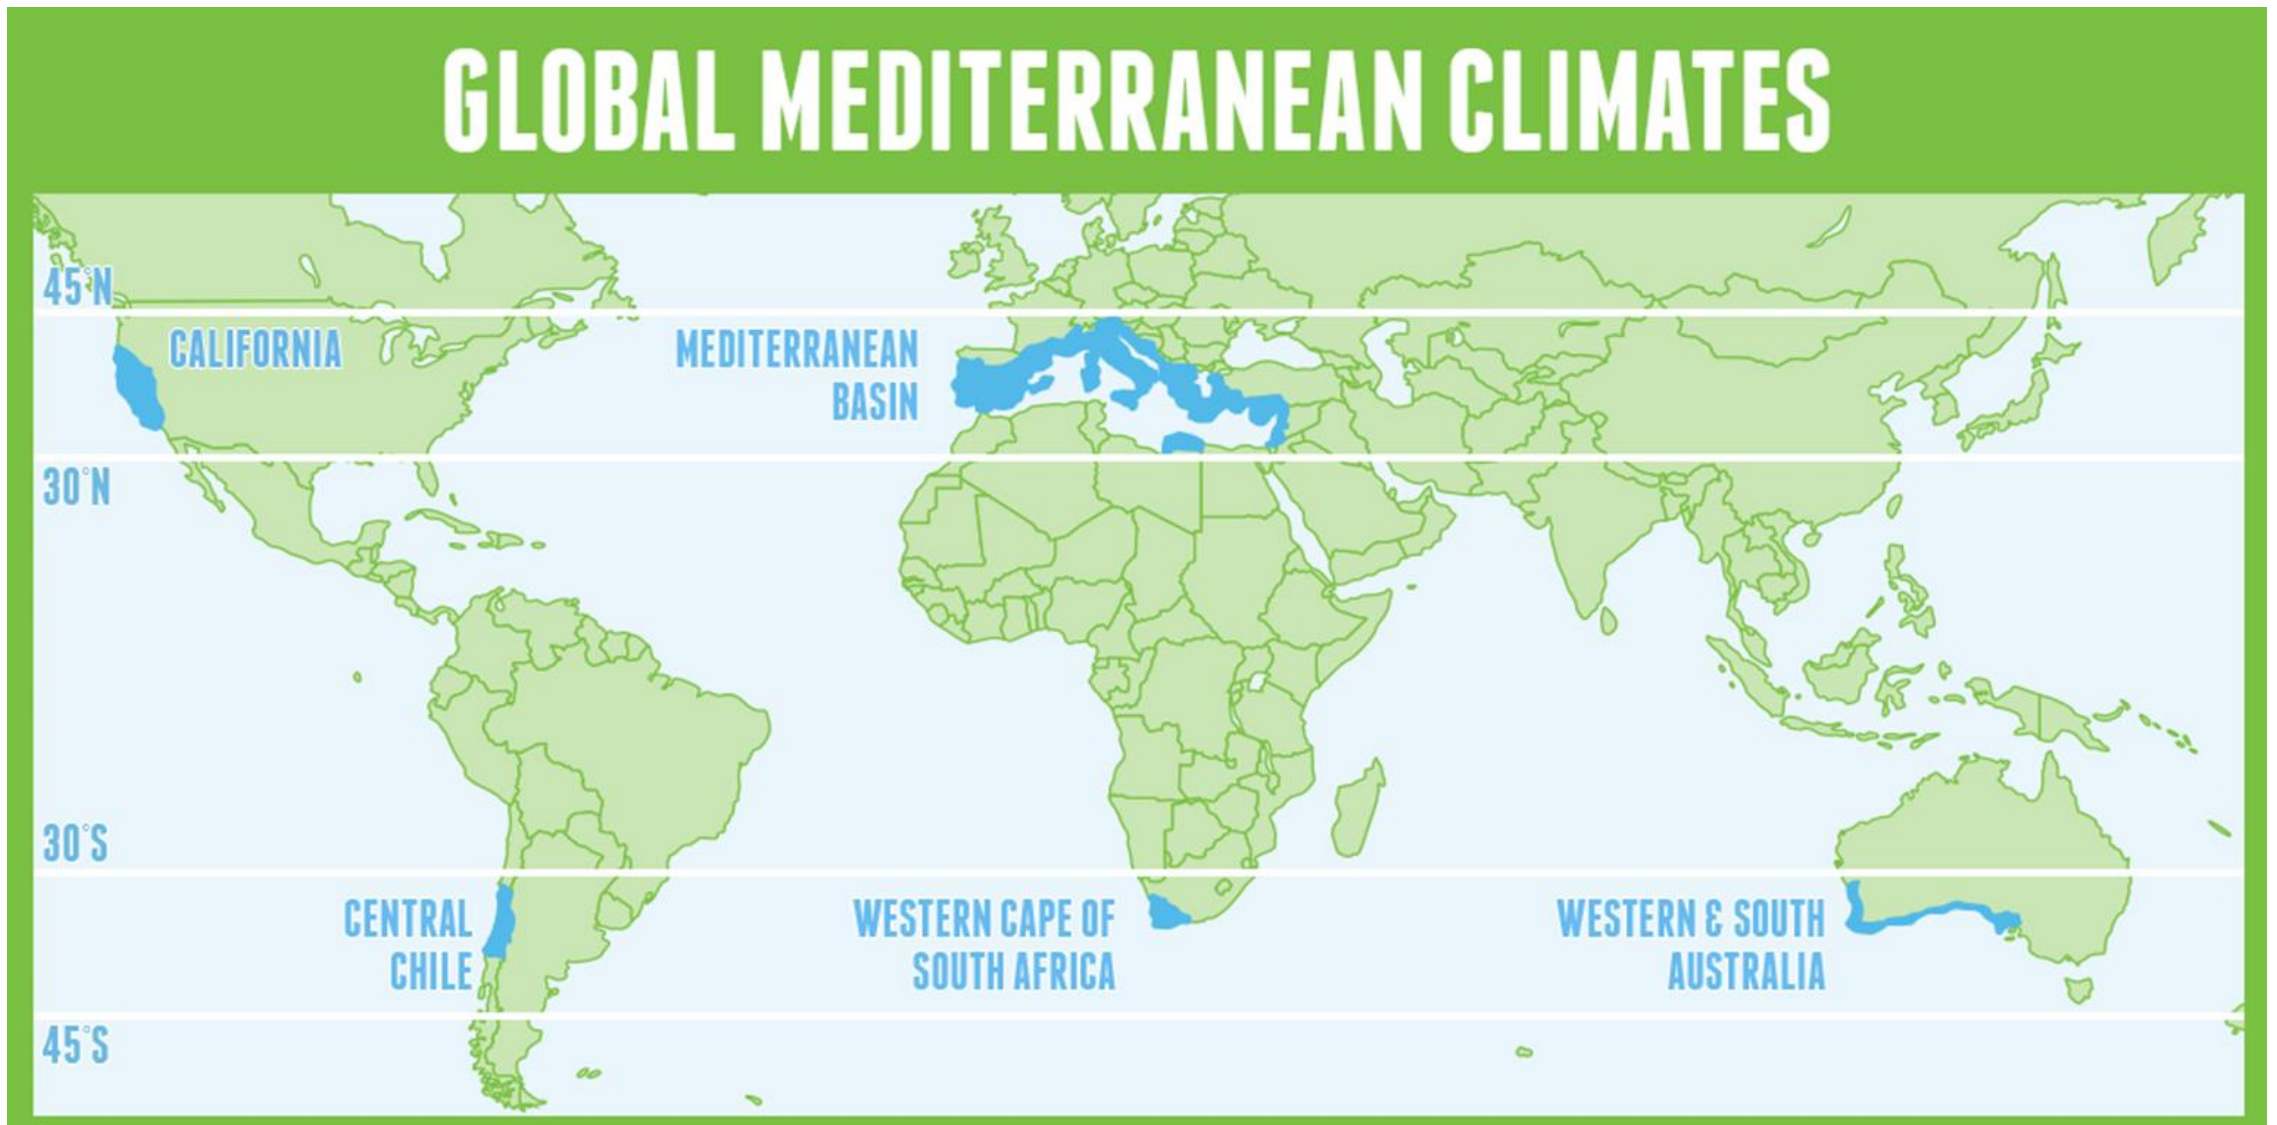 GLOBAL MEDITERRANEAN CLIMATES
45°N
CALIFORNIA
MEDITERRANEAN
BASIN
30°N
30°S
CENTRAL
CHILE
WESTERN CAPE OF
SOUTH AFRICA
WESTERN & SOUTH
AUSTRALIA
45°S